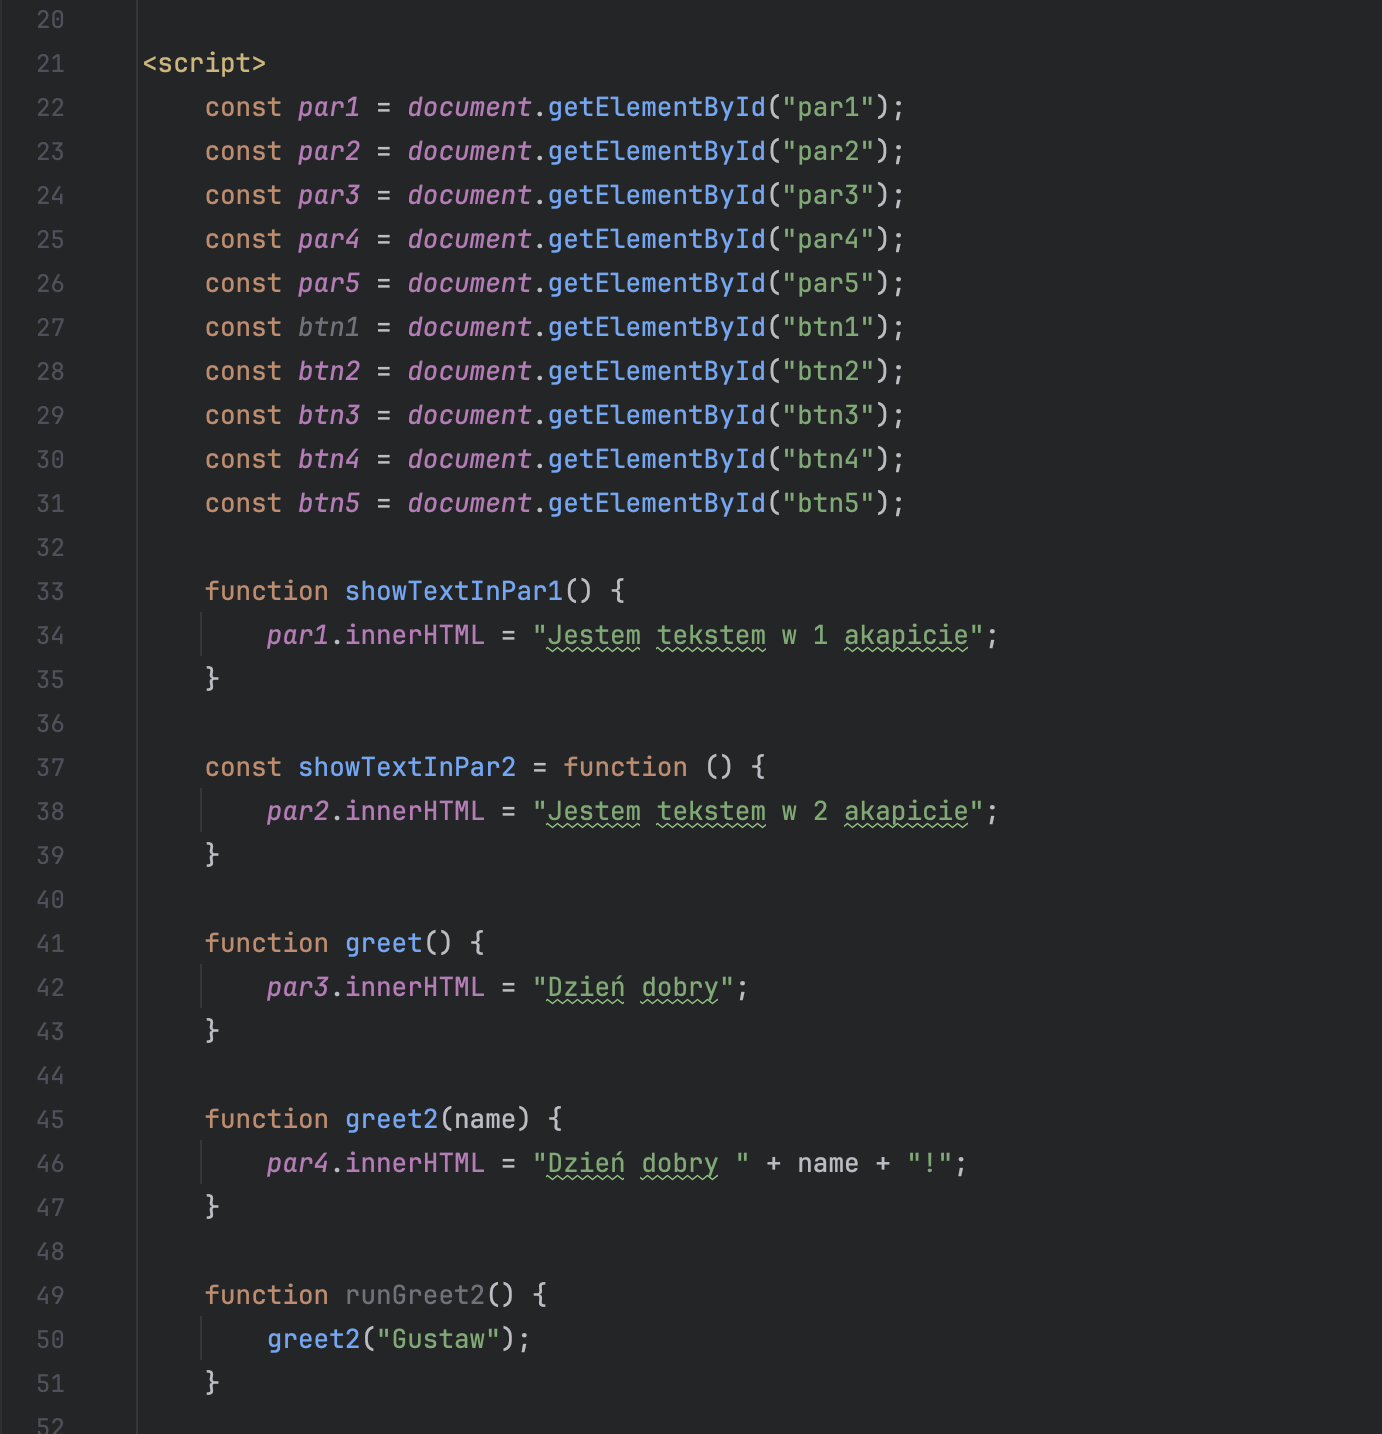 20
21 <script>
22 const par1 = document.getElementById("par1");
23 const par2 = document.getElementById("par2");
24 const par3 = document.getElementById("par3");
25 const par4 = document.getElementById("par4");
26 const par5 = document.getElementById("par5");
27 const btn1 = document.getElementById("btn1");
28 const btn2 = document.getElementById("btn2");
29 const btn3 = document.getElementById("btn3");
30 const btn4 = document.getElementById("btn4");
31 const btn5 = document.getElementById("btn5");
32
33 function showTextInPar1() {
34 par1.innerHTML = "Jestem tekstem w 1 akapicie";
35 }
36
37 const showTextInPar2 = function () {
38 par2.innerHTML = "Jestem tekstem w 2 akapicie";
39 }
40
41 function greet() {
42 par3.innerHTML = "Dzień dobry";
43 }
44
45 function greet2(name) {
46 par4.innerHTML = "Dzień dobry " + name + "!";
47 }
48
49 function runGreet2() {
50 greet2("Gustaw");
51 }
52